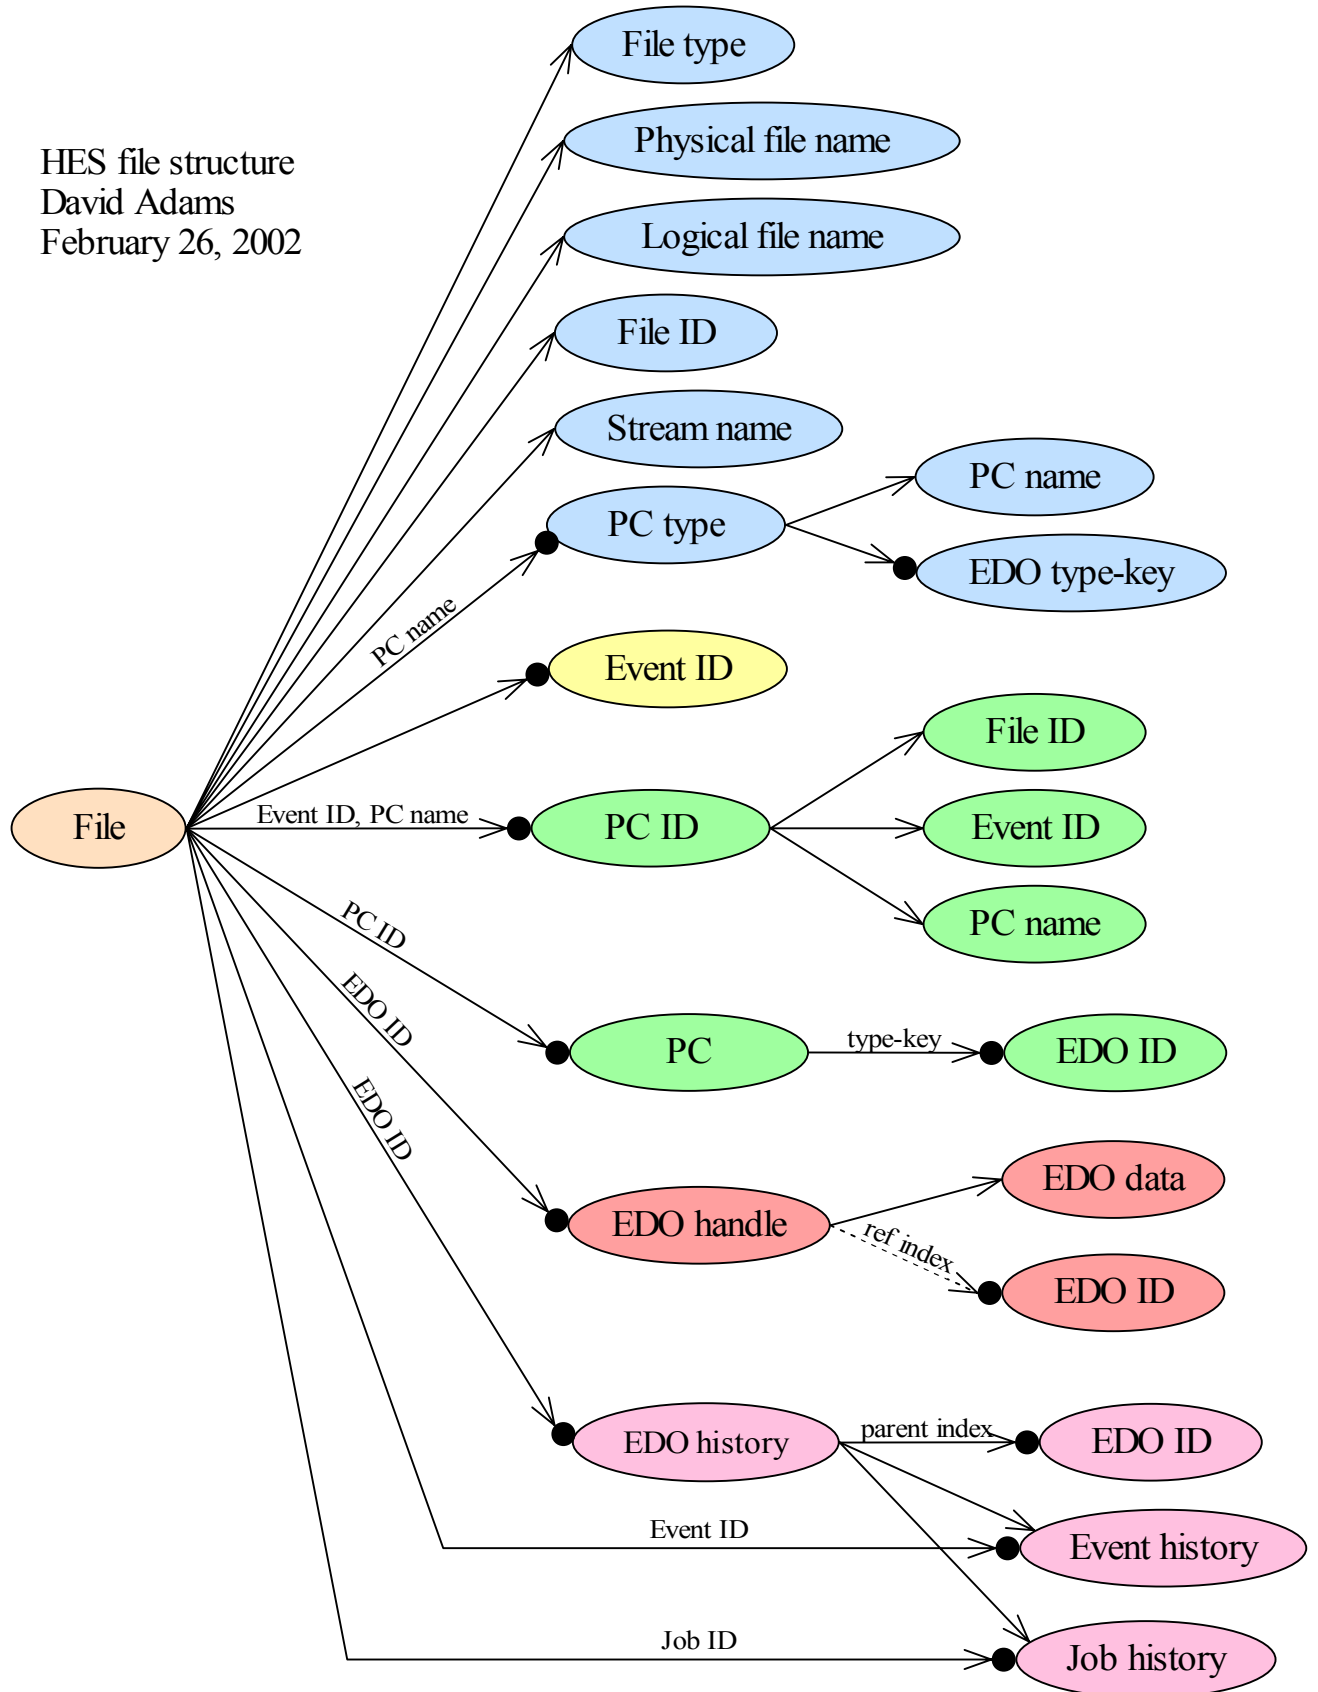 File type
Physical file name
HES file structure
David Adams
February 26, 2002
Logical file name
File ID
Stream name
PC name
PC type
EDO type-key
PC name
Event ID
File ID
File
Event ID, PC name
PC ID
Event ID
PC name
PC ID
EDO ID
PC
type-key
EDO ID
EDO ID
EDO data
EDO handle
ref index
EDO ID
EDO history
parent index
EDO ID
Event ID
Event history
Job ID
Job history